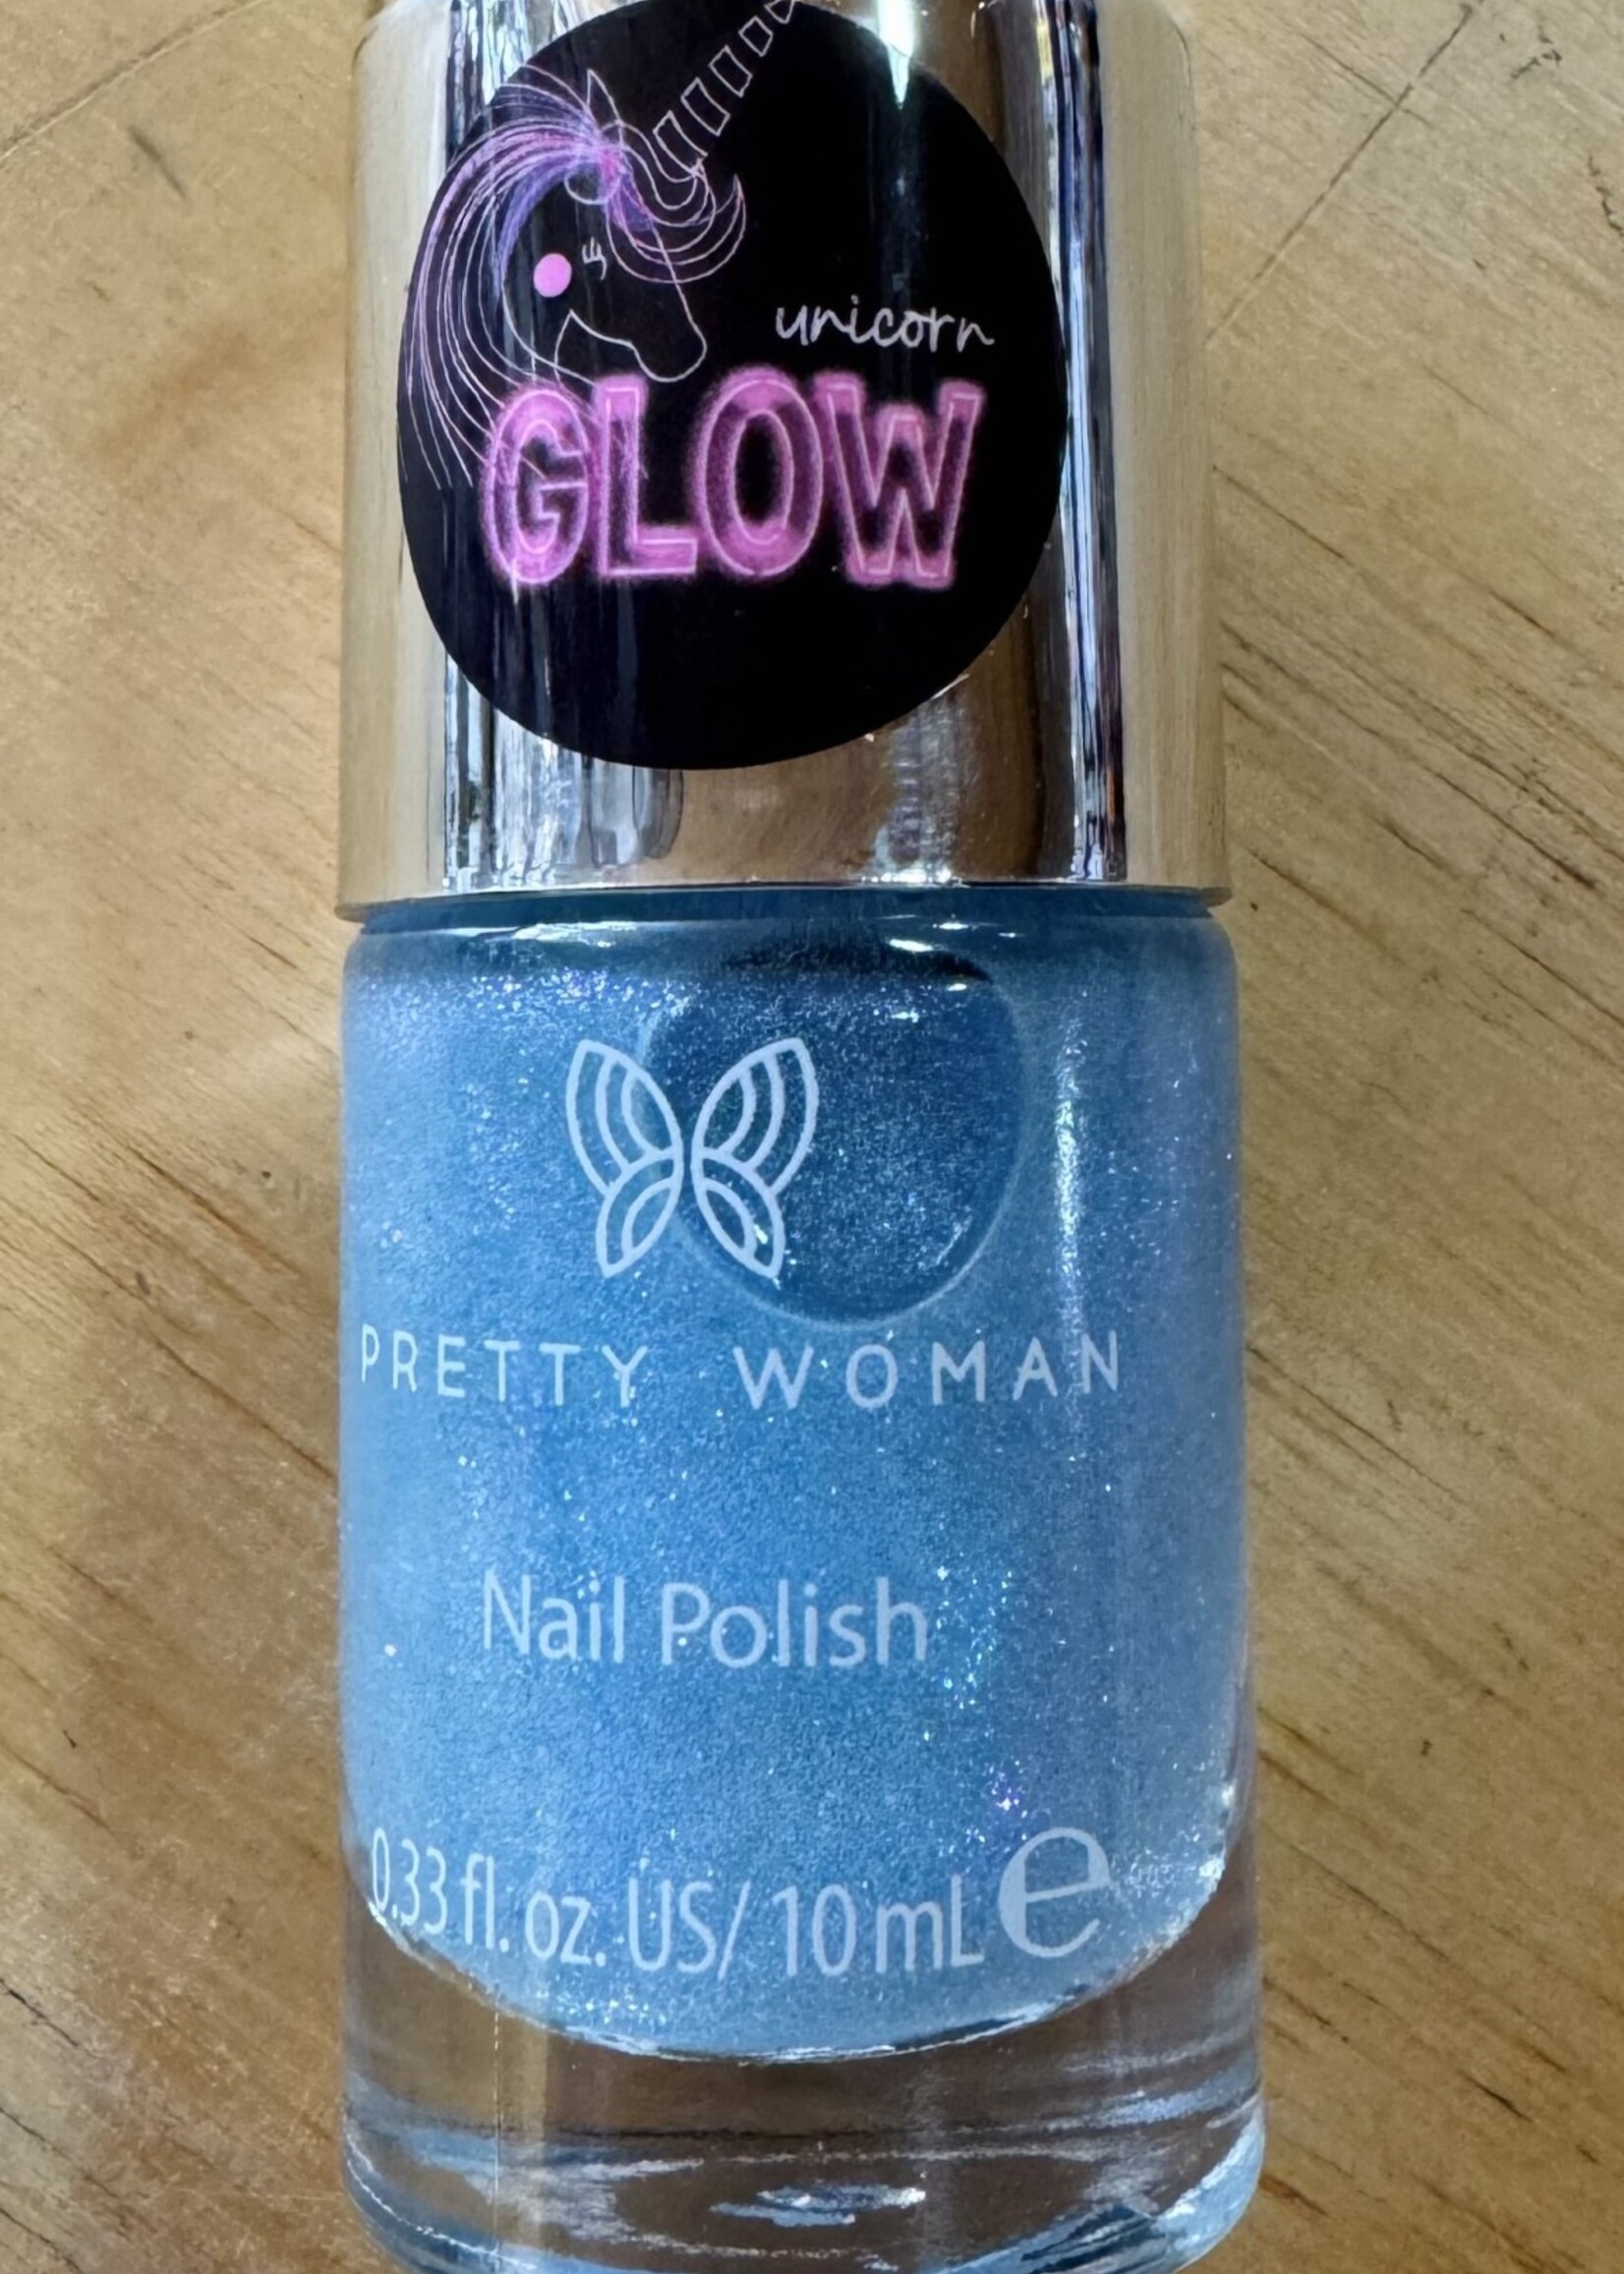 unicorn
GLOW
PRETTY WOMAN
Nail Polish
0.33 fl. oz. US/ 10 mL e